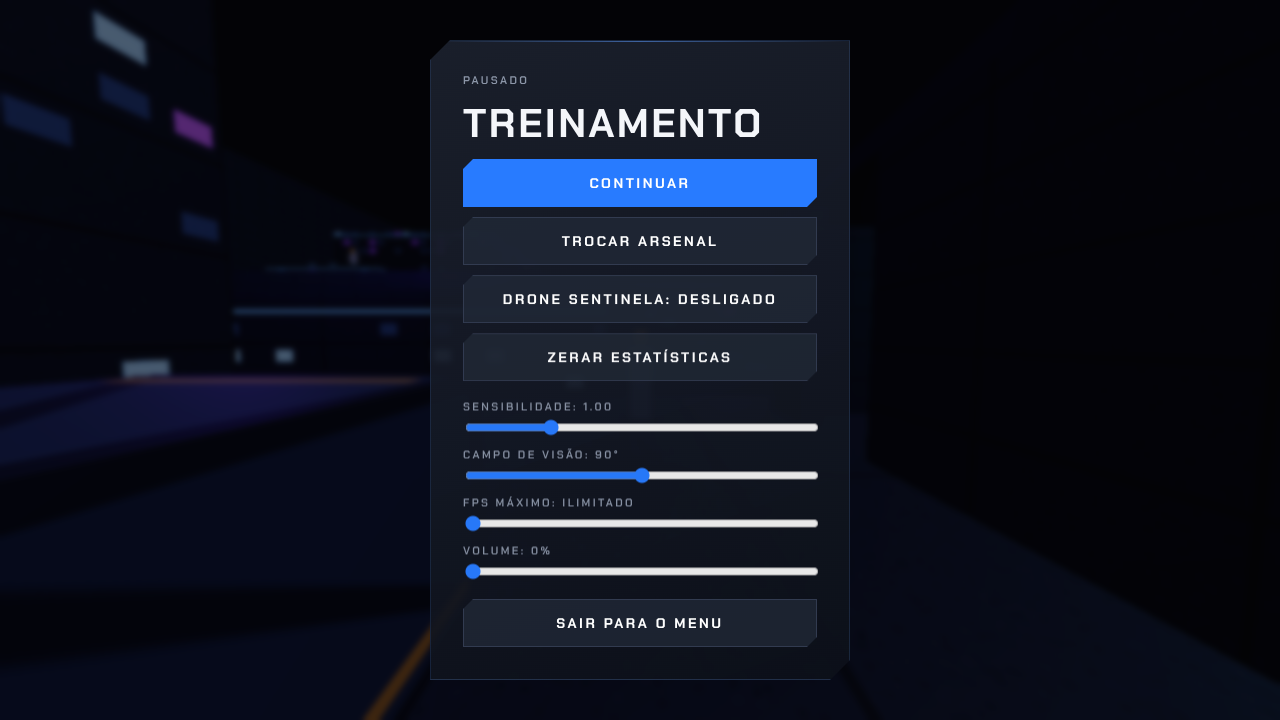 PAUSADO
TREINAMENTO
CONTINUAR
TROCAR ARSENAL
DRONE SENTINELA: DESLIGADO
ZERAR ESTATÍSTICAS
SENSIBILIDADE: 1.00
CAMPO DE VISÃO: 90°
FPS MÁXIMO: ILIMITADO
VOLUME: 0%
SAIR PARA O MENU